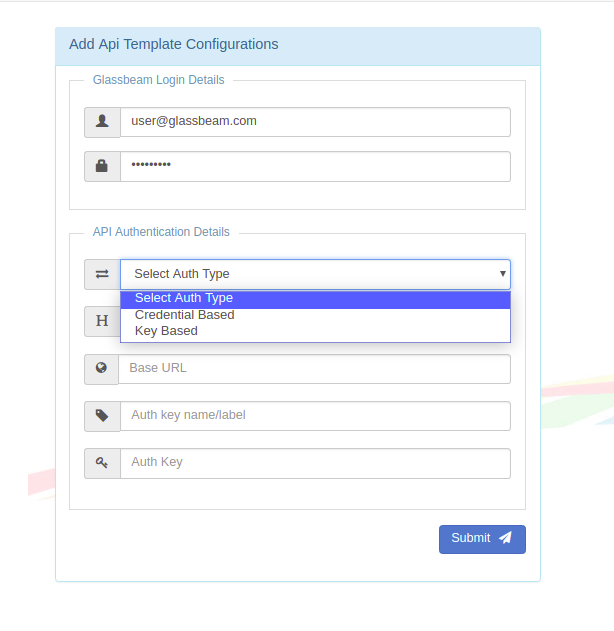 Add Api Template Configurations
Glassbeam Login Details
user@glassbeam.com
•••••••••
API Authentication Details
Select Auth Type
Select Auth Type
Credential Based
Key Based
H
Base URL
Auth key name/label
Auth Key
Submit